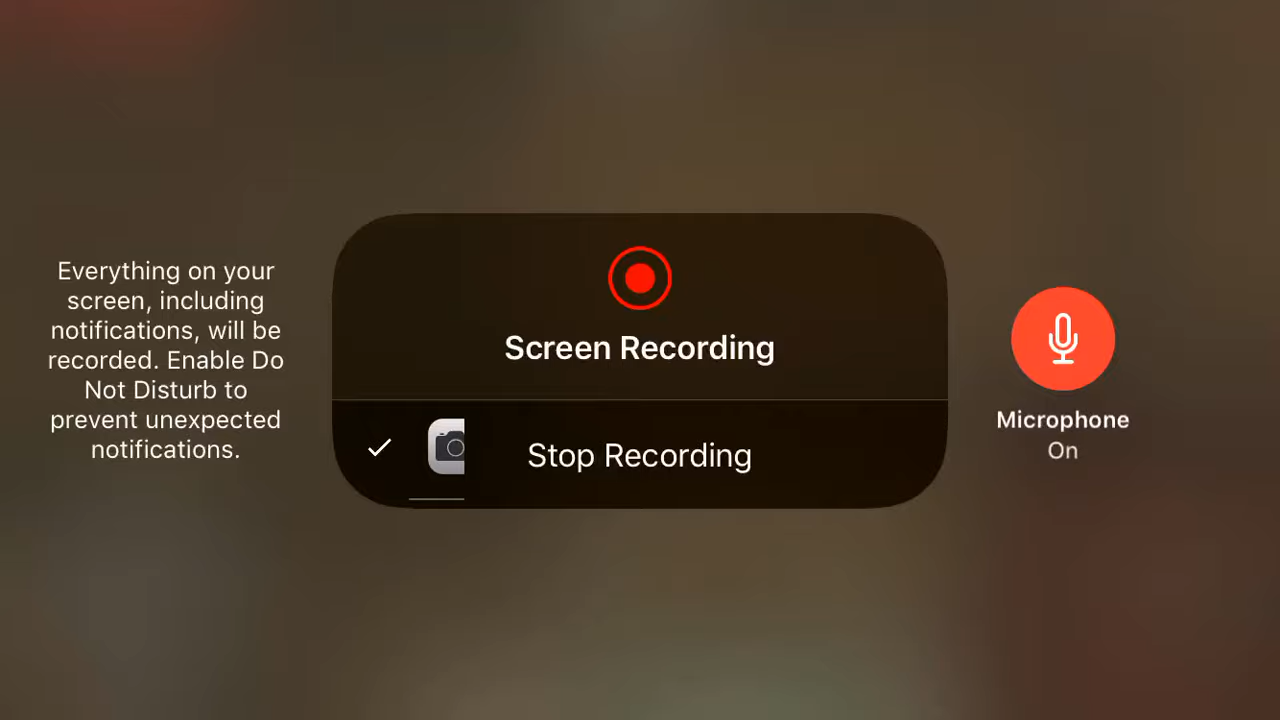 Everything on your
screen, including
notifications, will be
recorded. Enable Do
Not Disturb to
prevent unexpected
notifications.
Screen Recording
Stop Recording
Microphone
On